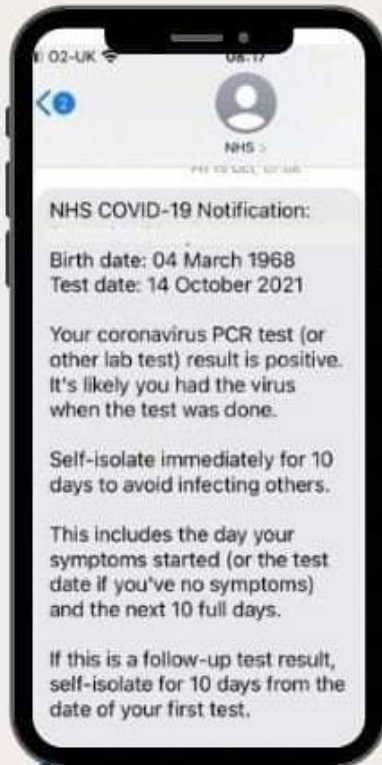 02-UK
08:17
2
NHS >
NHS COVID-19 Notification:
Birth date: 04 March 1968
Test date: 14 October 2021
Your coronavirus PCR test (or
other lab test) result is positive.
It's likely you had the virus
when the test was done.
Self-isolate immediately for 10
days to avoid infecting others.
This includes the day your
symptoms started (or the test
date if you've no symptoms)
and the next 10 full days.
If this is a follow-up test result,
self-isolate for 10 days from the
date of your first test.